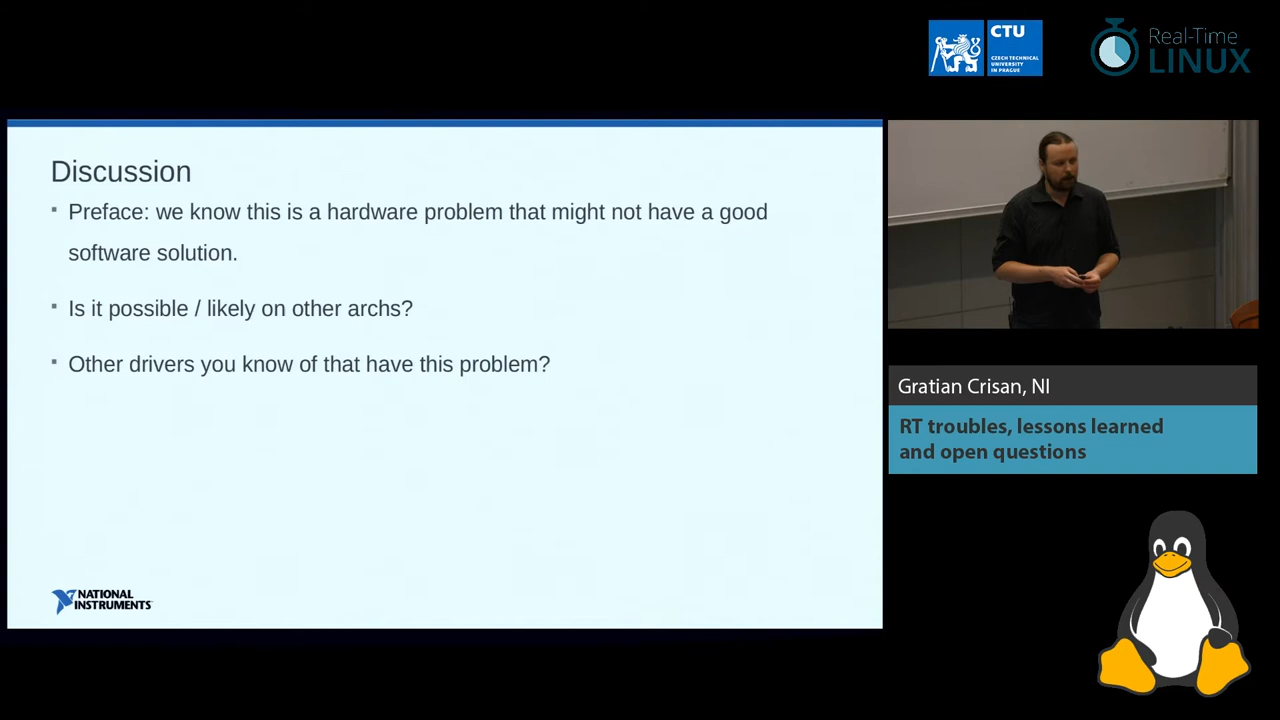 CTU
CZECH TECHNICAL
UNIVERSITY
IN PRAGUE
Real-Time
LINUX
Discussion
Preface: we know this is a hardware problem that might not have a good
software solution.
Is it possible / likely on other archs?
Other drivers you know of that have this problem?
NATIONAL
INSTRUMENTS
Gratian Crisan, NI
RT troubles, lessons learned
and open questions